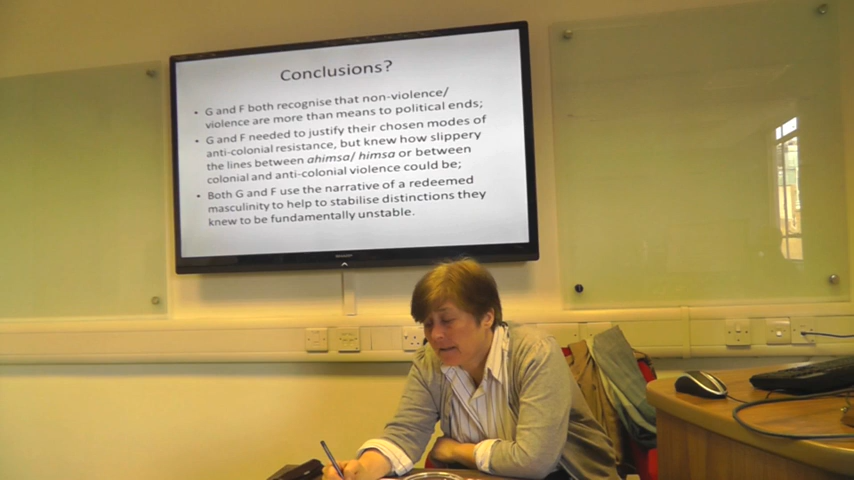 Conclusions?
• G and F both recognise that non-violence/
violence are more than means to political ends;
• G and F needed to justify their chosen modes of
anti-colonial resistance, but knew how slippery
the lines between ahimsa/ himsa or between
colonial and anti-colonial violence could be;
• Both G and F use the narrative of a redeemed
masculinity to help to stabilise distinctions they
knew to be fundamentally unstable.
SHARP